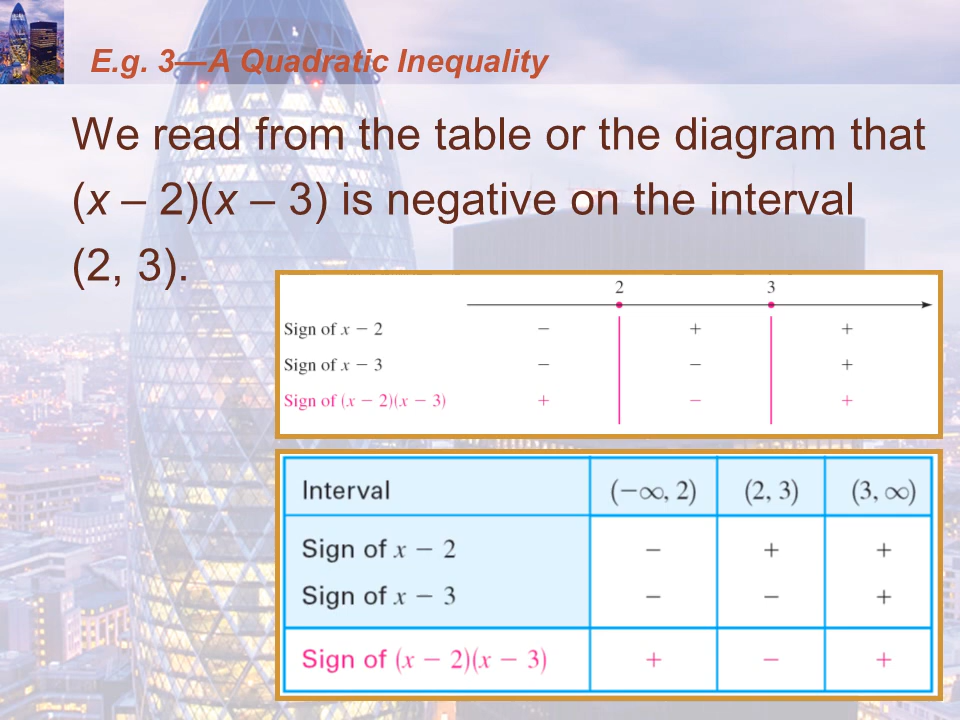 E.g. 3—A Quadratic Inequality
We read from the table or the diagram that
(x – 2)(x – 3) is negative on the interval
(2, 3).
2 3
Sign of x − 2 − + +
Sign of x − 3 − − +
Sign of (x − 2)(x − 3) + − +
Interval (−∞, 2) (2, 3) (3, ∞)
Sign of x − 2 − + +
Sign of x − 3 − − +
Sign of (x − 2)(x − 3) + − +